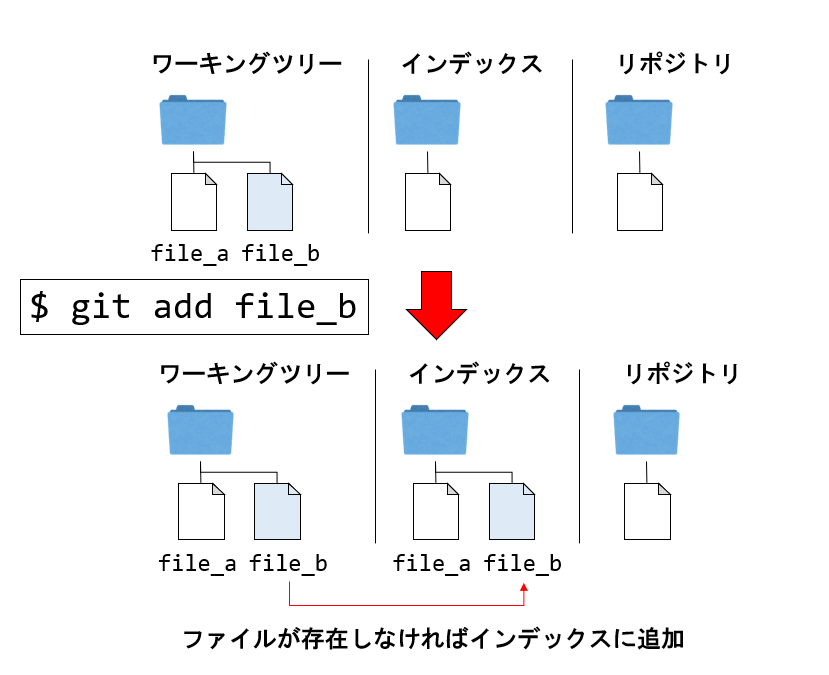 ワーキングツリー インデックス リポジトリ
file_a file_b
$ git add file_b
ワーキングツリー インデックス リポジトリ
file_a file_b file_a file_b
ファイルが存在しなければインデックスに追加